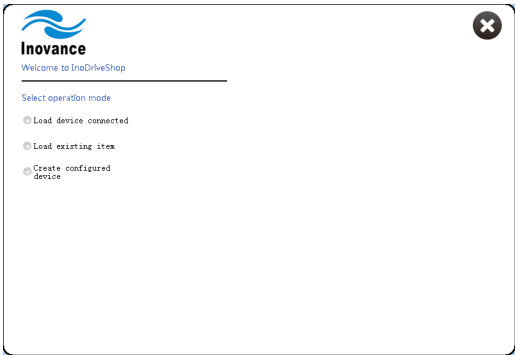 Inovance
Welcome to InoDriveShop
Select operation mode
Load device connected
Load existing item
Create configured
device